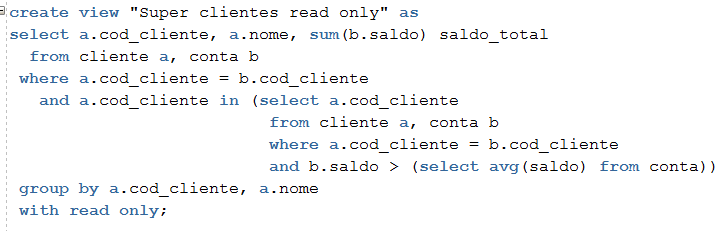 create view "Super clientes read only" as
select a.cod_cliente, a.nome, sum(b.saldo) saldo_total
from cliente a, conta b
where a.cod_cliente = b.cod_cliente
and a.cod_cliente in (select a.cod_cliente
from cliente a, conta b
where a.cod_cliente = b.cod_cliente
and b.saldo > (select avg(saldo) from conta))
group by a.cod_cliente, a.nome
with read only;